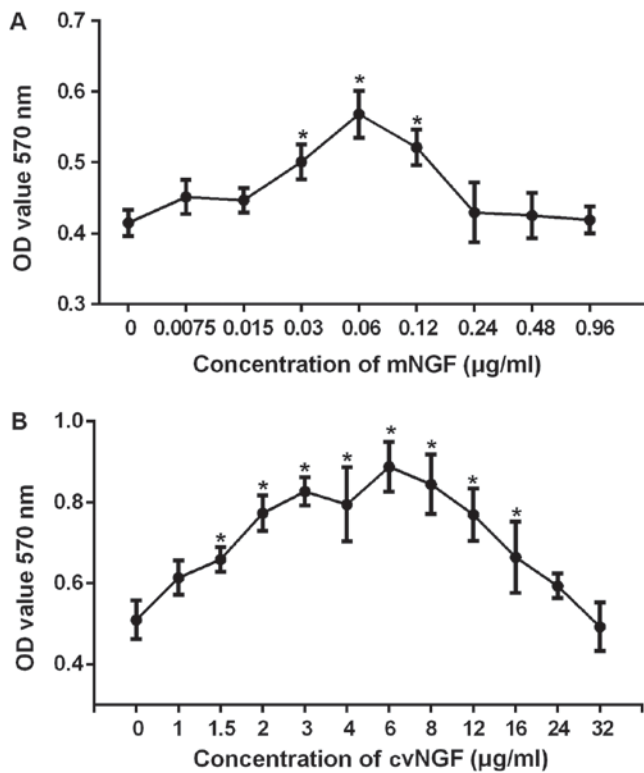 A
0.7
0.6
0.5
0.4
0.3
OD value 570 nm
*
*
*
0 0.0075 0.015 0.03 0.06 0.12 0.24 0.48 0.96
Concentration of mNGF (μg/ml)
B
1.0
0.8
0.6
0.4
OD value 570 nm
*
*
*
*
*
*
*
*
0 1 1.5 2 3 4 6 8 12 16 24 32
Concentration of cvNGF (μg/ml)